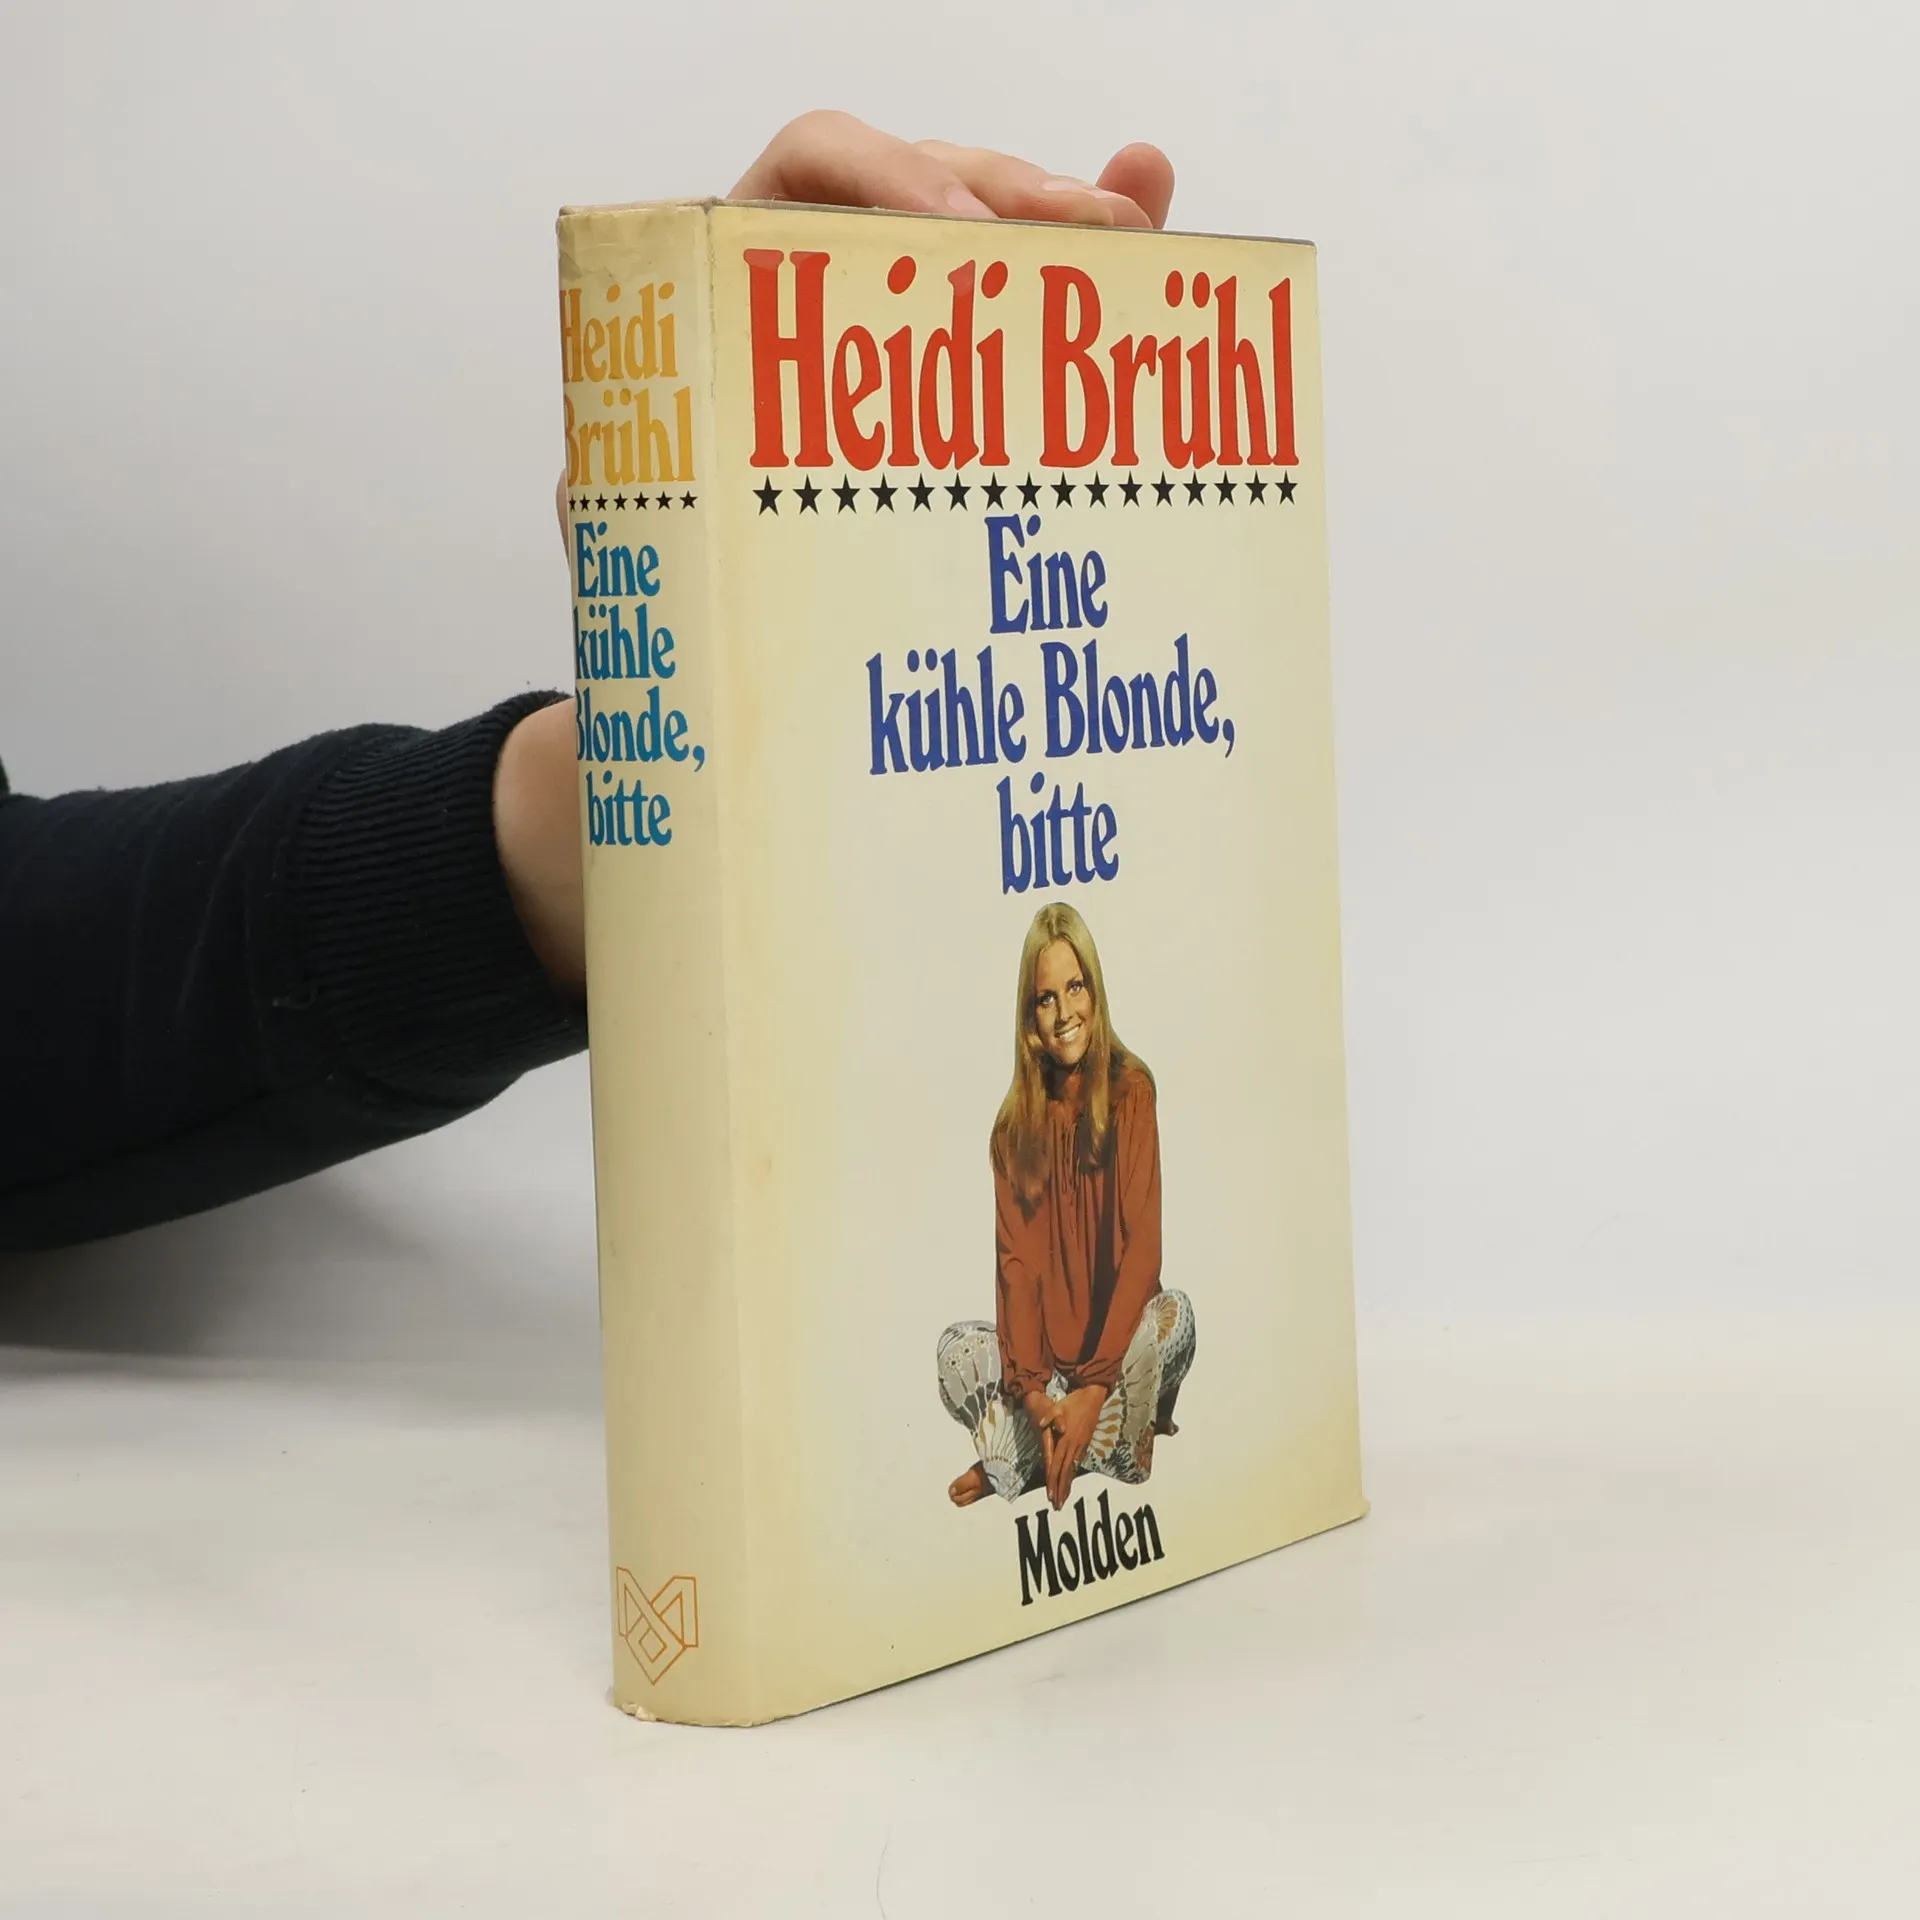 Heidi
Brühl
Eine
kühle
Blonde,
bitte
Heidi Brühl
Eine
kühle Blonde,
bitte
Molden